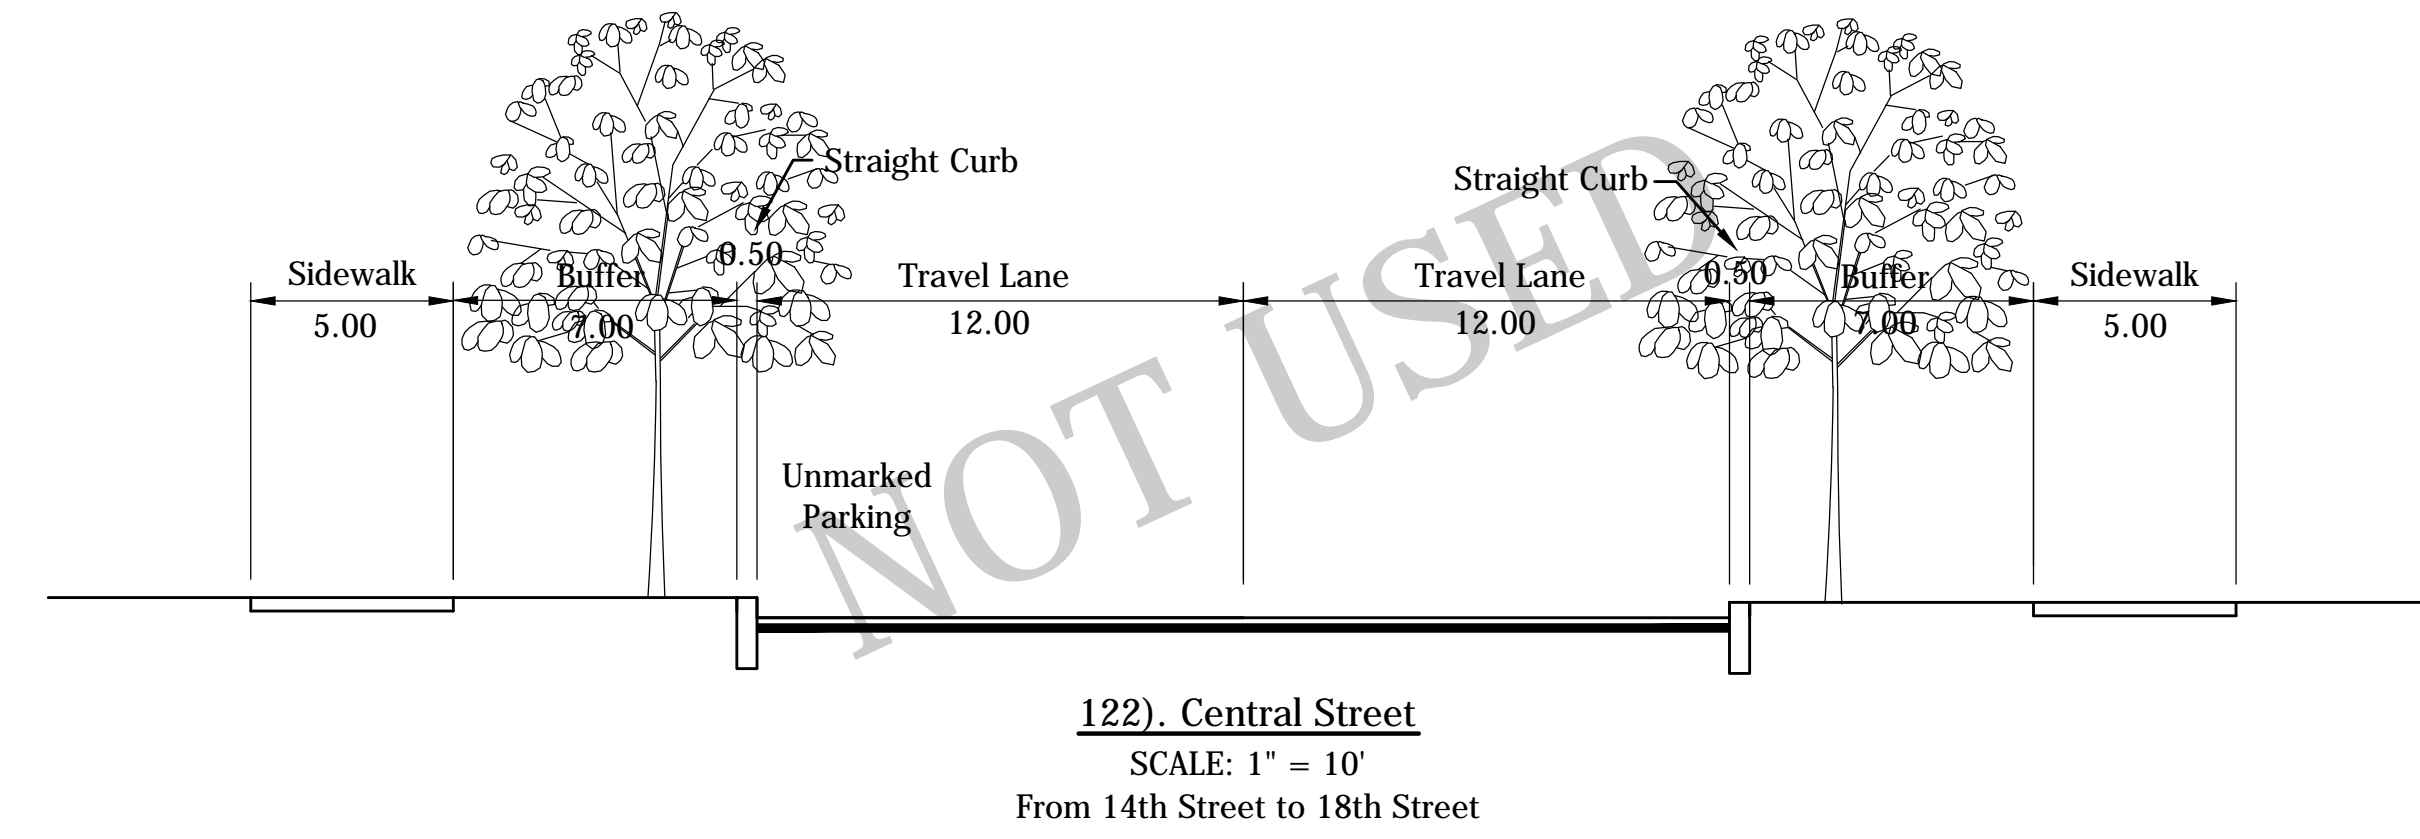 Straight Curb
Straight Curb
0.50
0.50
Sidewalk
Buffer
Travel Lane
Travel Lane
Buffer
Sidewalk
5.00
7.00
12.00
12.00
7.00
5.00
Unmarked
Parking
NOT USED
122). Central Street
SCALE: 1" = 10'
From 14th Street to 18th Street